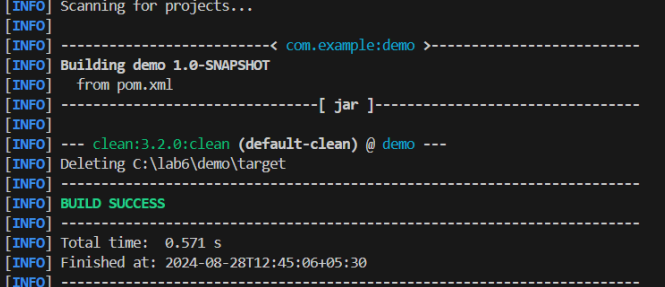 [INFO] Scanning for projects...
[INFO]
[INFO] --------------------------< com.example:demo >--------------------------
[INFO] Building demo 1.0-SNAPSHOT
[INFO]   from pom.xml
[INFO] --------------------------------[ jar ]---------------------------------
[INFO]
[INFO] --- clean:3.2.0:clean (default-clean) @ demo ---
[INFO] Deleting C:\lab6\demo\target
[INFO] ------------------------------------------------------------------------
[INFO] BUILD SUCCESS
[INFO] ------------------------------------------------------------------------
[INFO] Total time:  0.571 s
[INFO] Finished at: 2024-08-28T12:45:06+05:30
[INFO] ------------------------------------------------------------------------